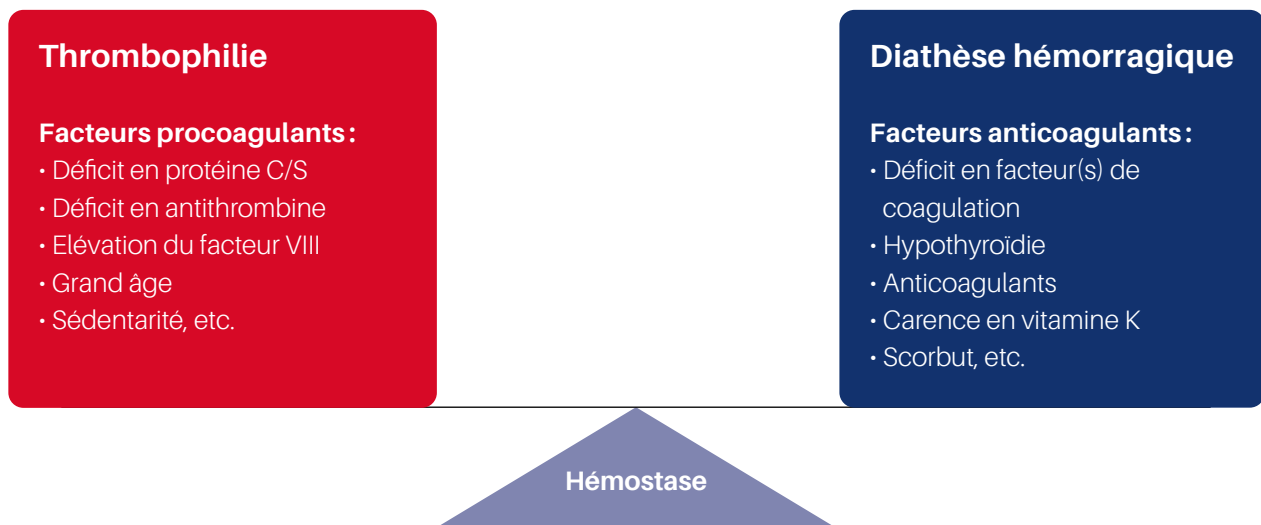 Thrombophilie
Facteurs procoagulants :
• Déficit en protéine C/S
• Déficit en antithrombine
• Elévation du facteur VIII
• Grand âge
• Sédentarité, etc.
Diathèse hémorragique
Facteurs anticoagulants :
• Déficit en facteur(s) de
coagulation
• Hypothyroïdie
• Anticoagulants
• Carence en vitamine K
• Scorbut, etc.
Hémostase